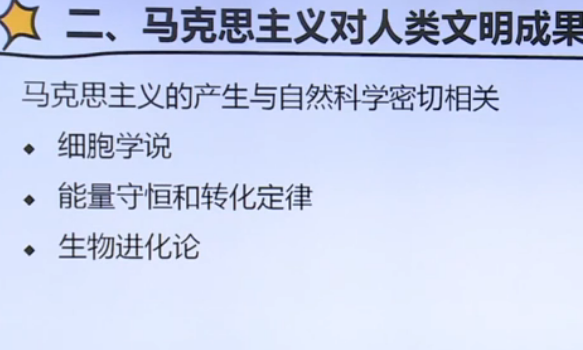 二、马克思主义对人类文明成果
马克思主义的产生与自然科学密切相关
细胞学说
能量守恒和转化定律
生物进化论